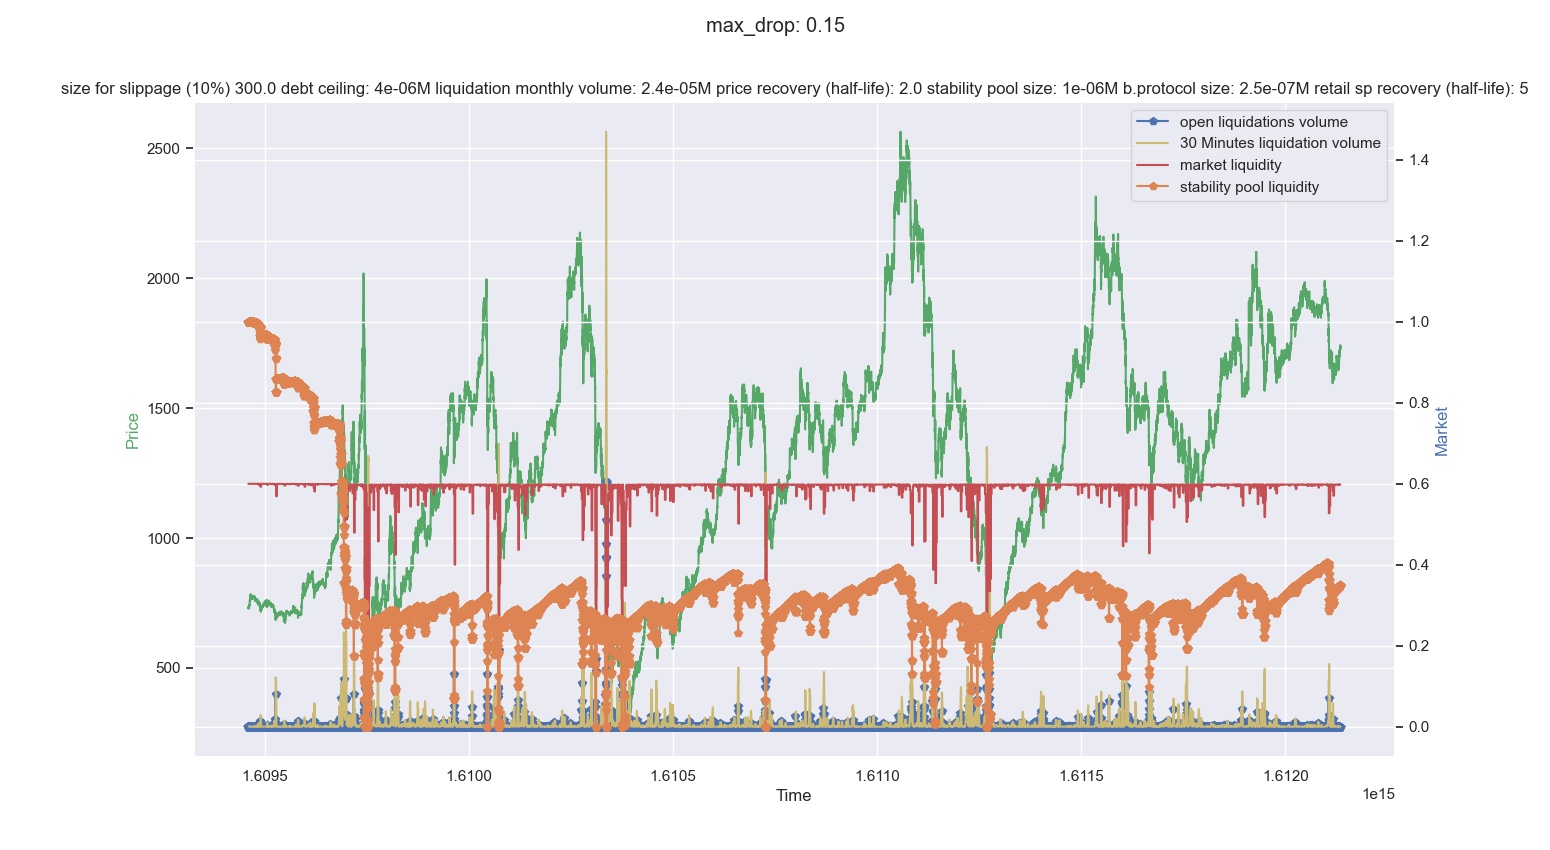 max_drop: 0.15
size for slippage (10%) 300.0 debt ceiling: 4e-06M liquidation monthly volume: 2.4e-05M price recovery (half-life): 2.0 stability pool size: 1e-06M b.protocol size: 2.5e-07M retail sp recovery (half-life): 5
open liquidations volume
30 Minutes liquidation volume
market liquidity
stability pool liquidity
2500
2000
1500
1000
500
Price
1.4
1.2
1.0
0.8
0.6
0.4
0.2
0.0
Market
1.6095
1.6100
1.6105
1.6110
1.6115
1.6120
1e15
Time